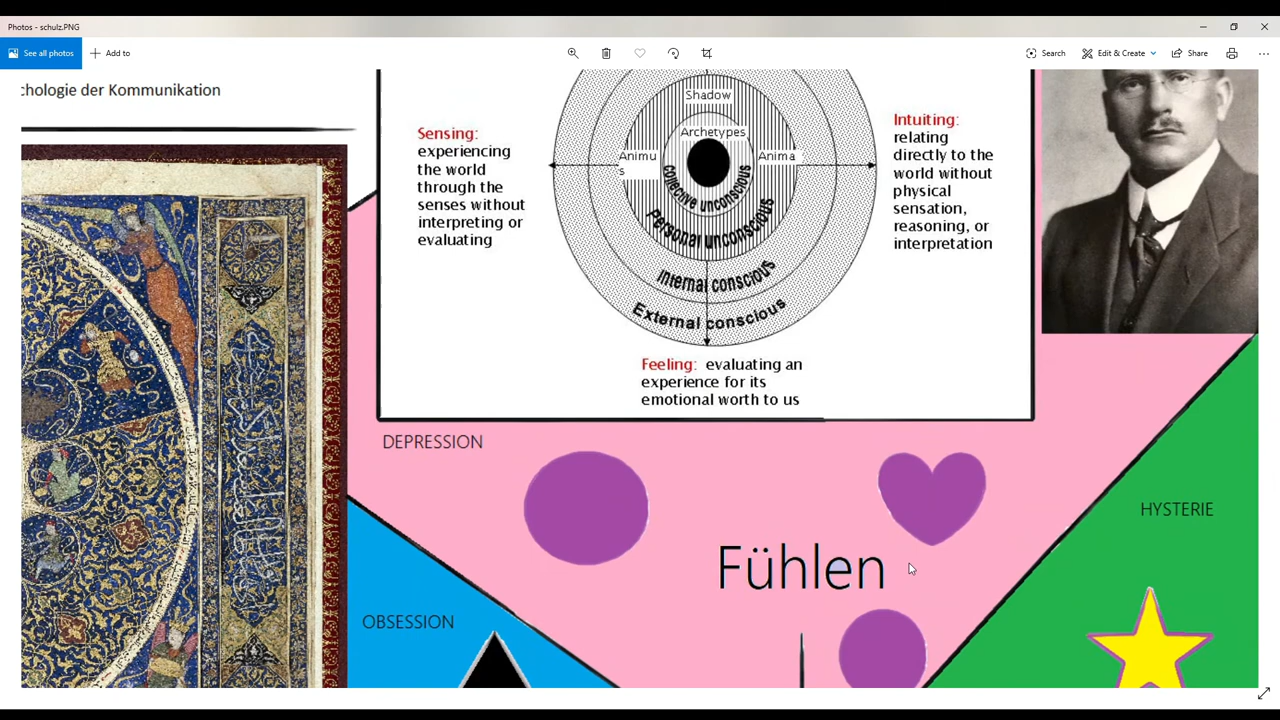 Photos - schulz.PNG
See all photos
Add to
Search
Edit & Create
Share
chologie der Kommunikation
Sensing:
experiencing
the world
through the
senses without
interpreting or
evaluating
Shadow
Archetypes
Animu
s
Anima
collective unconscious
Personal unconscious
Internal conscious
External conscious
Intuiting:
relating
directly to the
world without
physical
sensation,
reasoning, or
interpretation
Feeling: evaluating an
experience for its
emotional worth to us
DEPRESSION
HYSTERIE
Fühlen
OBSESSION